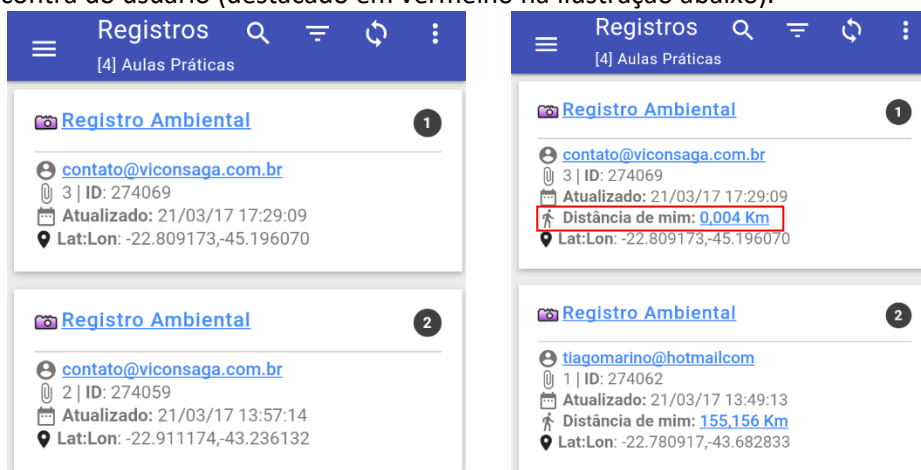 contra do usuário (destacado em vermelho na ilustração abaixo).
Registros
[4] Aulas Práticas
Registro Ambiental
1
contato@viconsaga.com.br
3 | ID: 274069
Atualizado: 21/03/17 17:29:09
Lat:Lon: -22.809173,-45.196070
Registro Ambiental
2
contato@viconsaga.com.br
2 | ID: 274059
Atualizado: 21/03/17 13:57:14
Lat:Lon: -22.911174,-43.236132
Registros
[4] Aulas Práticas
Registro Ambiental
1
contato@viconsaga.com.br
3 | ID: 274069
Atualizado: 21/03/17 17:29:09
Distância de mim: 0,004 Km
Lat:Lon: -22.809173,-45.196070
Registro Ambiental
2
tiagomarino@hotmailcom
1 | ID: 274062
Atualizado: 21/03/17 13:49:13
Distância de mim: 155,156 Km
Lat:Lon: -22.780917,-43.682833